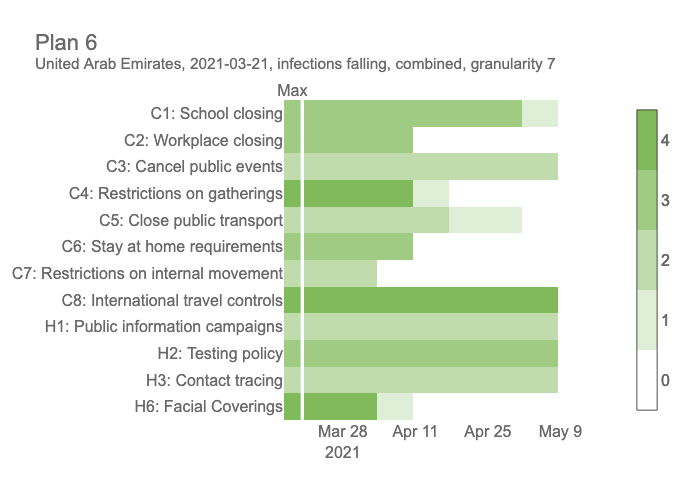 Plan 6
United Arab Emirates, 2021-03-21, infections falling, combined, granularity 7
Max
C1: School closing
C2: Workplace closing
C3: Cancel public events
C4: Restrictions on gatherings
C5: Close public transport
C6: Stay at home requirements
C7: Restrictions on internal movement
C8: International travel controls
H1: Public information campaigns
H2: Testing policy
H3: Contact tracing
H6: Facial Coverings
Mar 28 Apr 11 Apr 25 May 9
2021
4
3
2
1
0